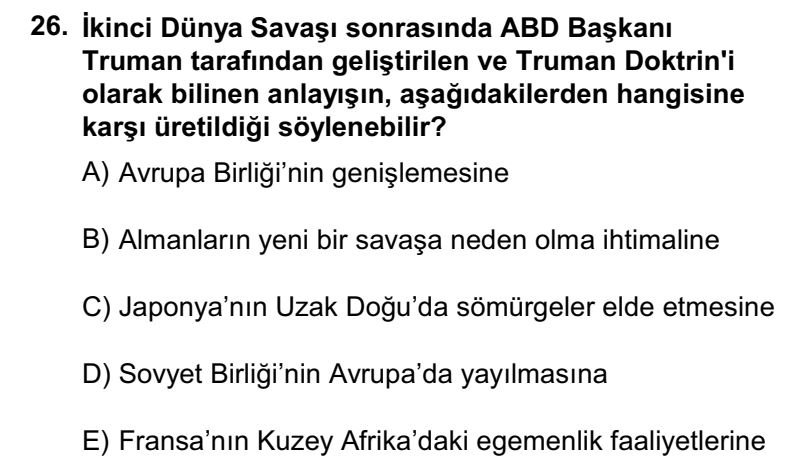 26. İkinci Dünya Savaşı sonrasında ABD Başkanı
Truman tarafından geliştirilen ve Truman Doktrin'i
olarak bilinen anlayışın, aşağıdakilerden hangisine
karşı üretildiği söylenebilir?
A) Avrupa Birliği’nin genişlemesine
B) Almanların yeni bir savaşa neden olma ihtimaline
C) Japonya’nın Uzak Doğu’da sömürgeler elde etmesine
D) Sovyet Birliği’nin Avrupa’da yayılmasına
E) Fransa’nın Kuzey Afrika’daki egemenlik faaliyetlerine